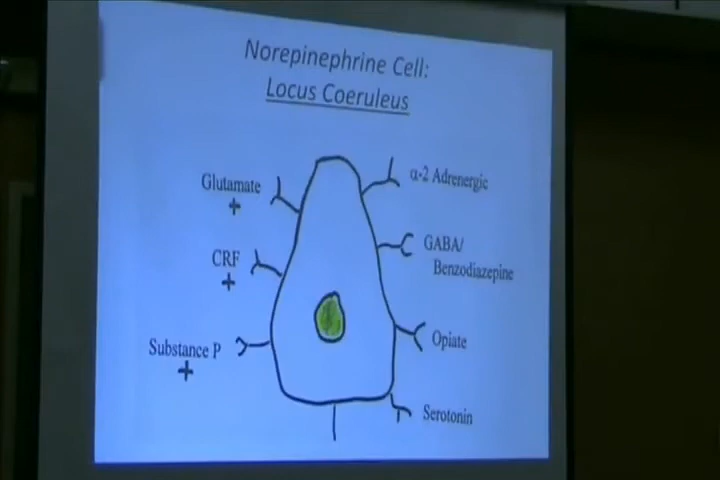 Norepinephrine Cell:
Locus Coeruleus
Glutamate
+
CRF
+
Substance P
+
α-2 Adrenergic
GABA/
Benzodiazepine
Opiate
Serotonin